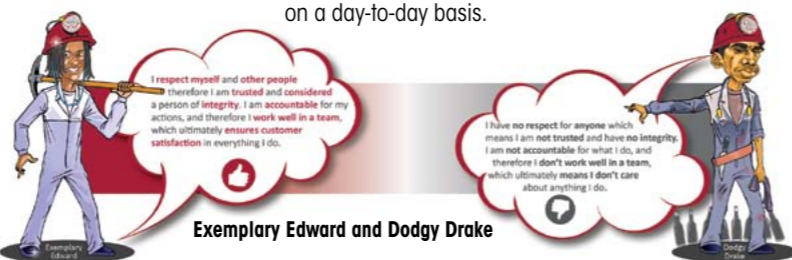 on a day-to-day basis.
I respect myself and other people
therefore I am trusted and considered
a person of integrity. I am accountable for my
actions, and therefore I work well in a team,
which ultimately ensures customer
satisfaction in everything I do.
I have no respect for anyone which
means I am not trusted and have no integrity.
I am not accountable for what I do, and
therefore I don't work well in a team,
which ultimately means I don't care
about anything I do.
Exemplary Edward and Dodgy Drake
Exemplary
Edward
Dodgy
Drake